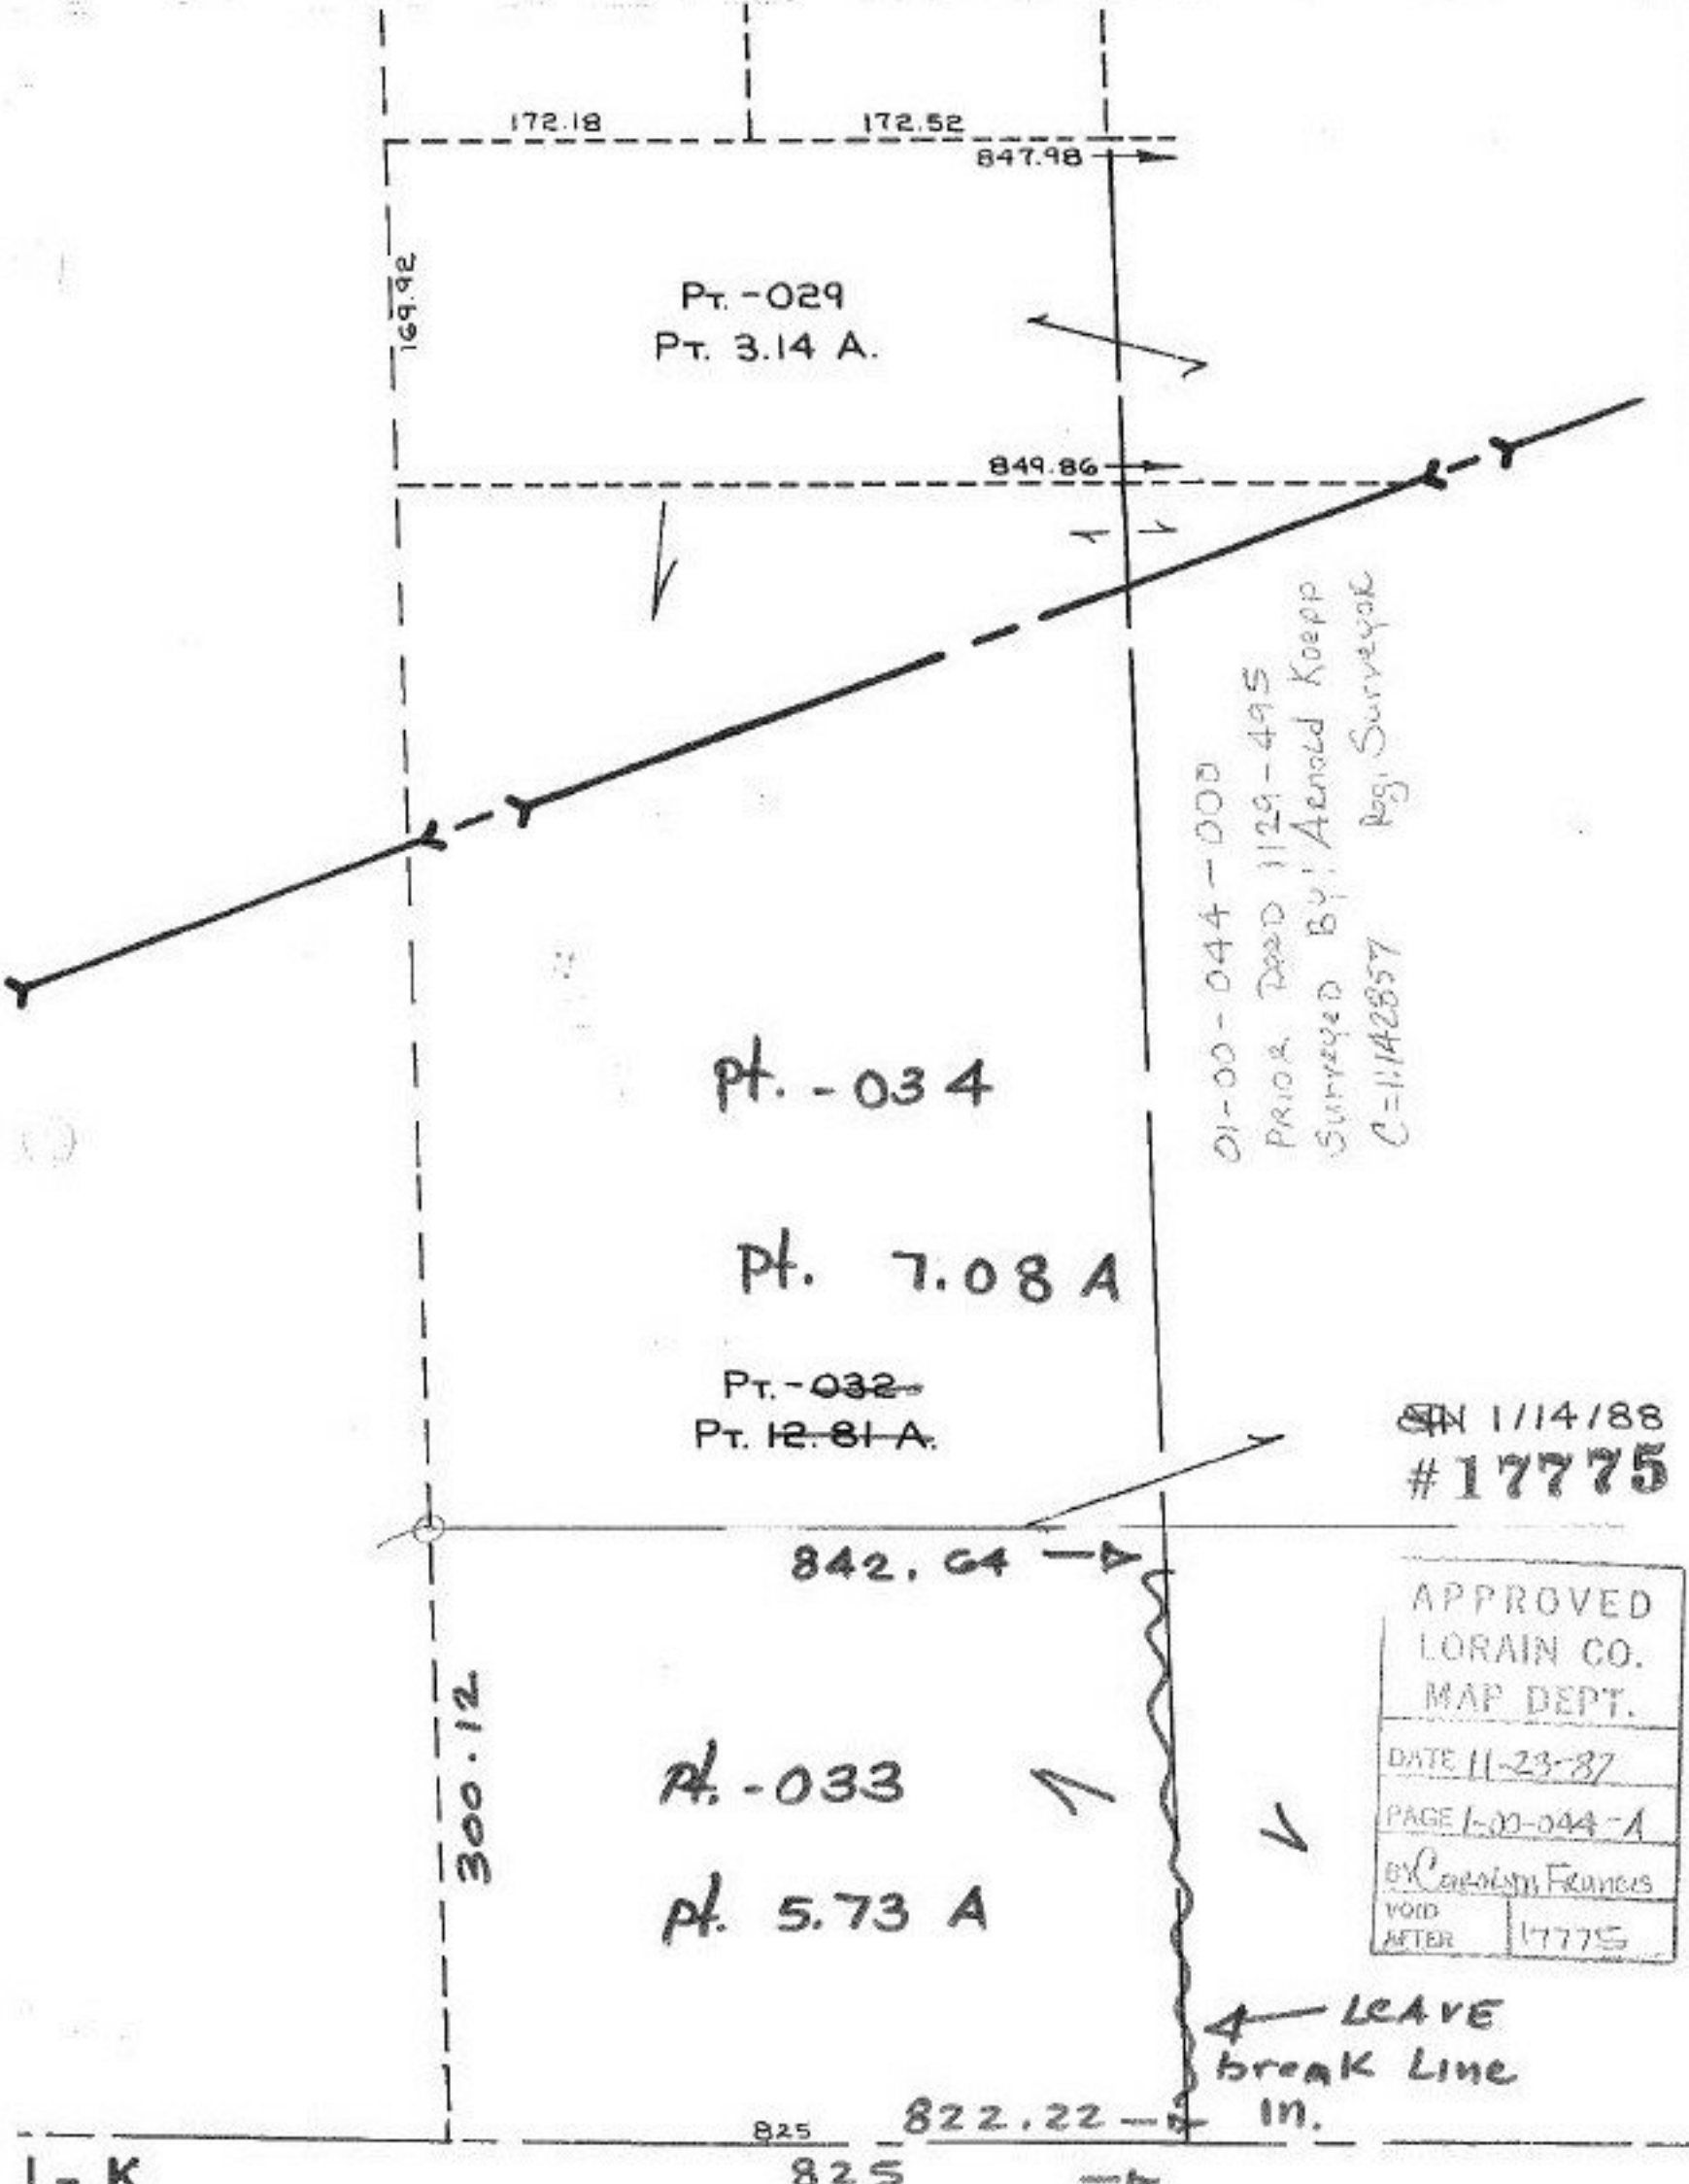 172.18
172.52
847.98
169.92
PT. -029
PT. 3.14 A.
849.86
01-00-044-000
PRIOR DEED 1129-495
Surveyed By: Arnold Koepp
Reg. Surveyor
pt. -034
pt. 7.08 A
PT. -032
PT. 12.81 A.
1/14/88
#17775
842.64
APPROVED
LORAIN CO.
MAP DEPT.
DATE 11-23-87
PAGE 1-00-044-A
BY Carolyn Francis
VOID
AFTER 17775
300.12
pt. -033
pt. 5.73 A
LEAVE
break Line
in.
825
822.22
1-K
825